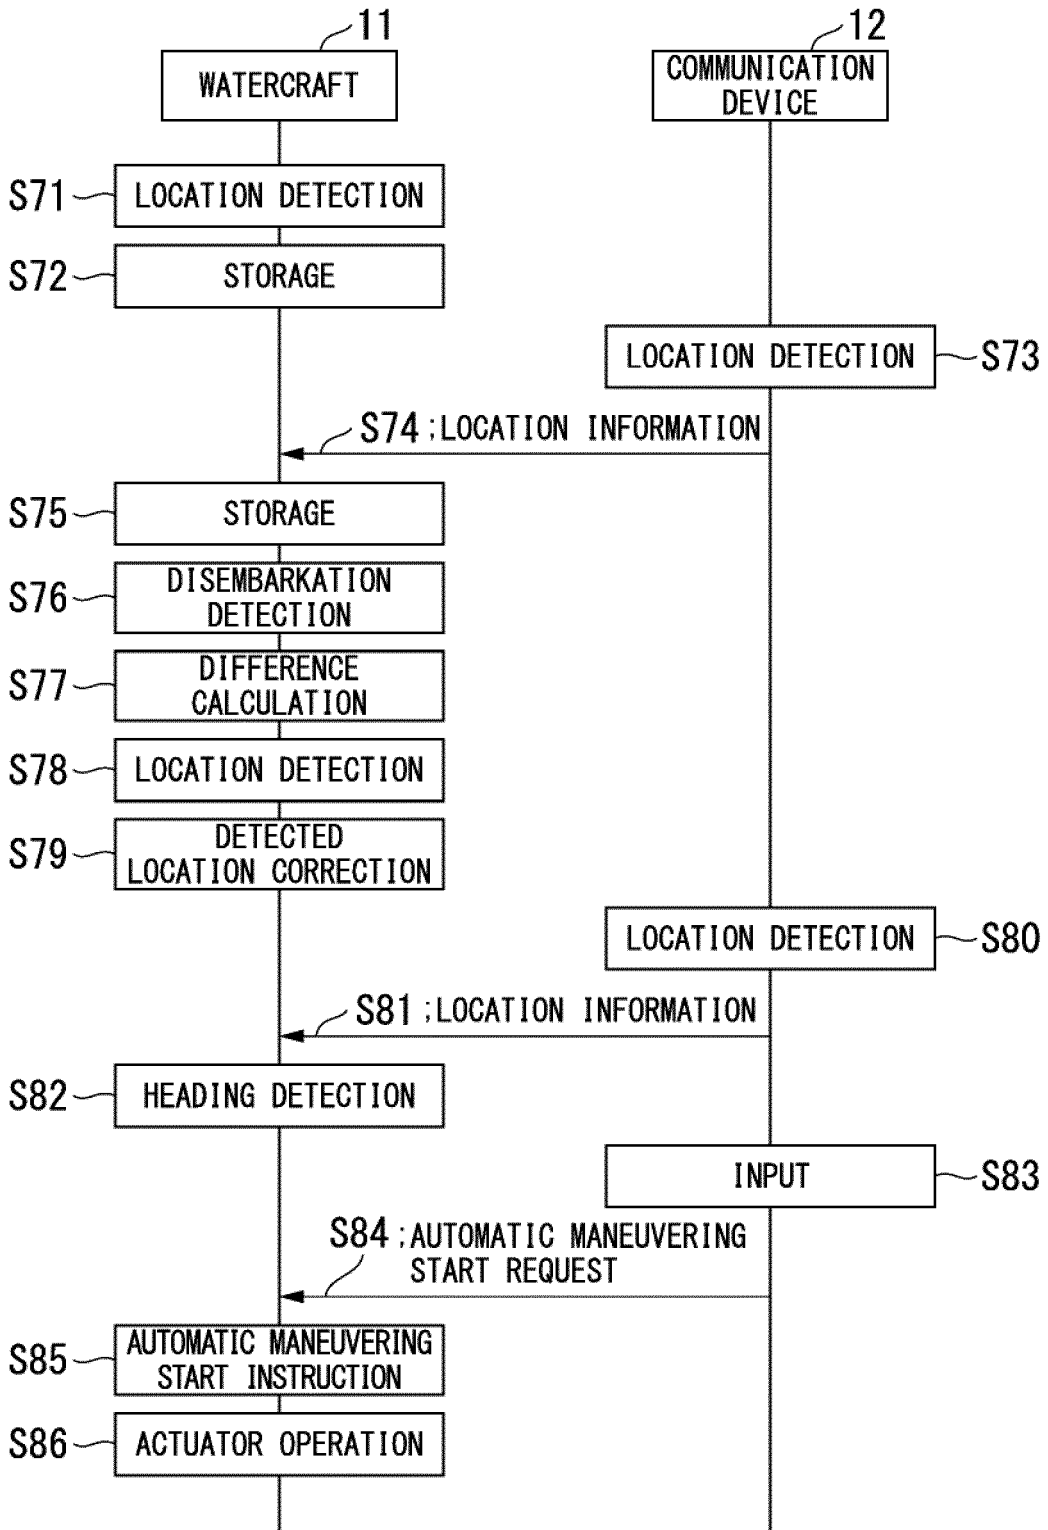 11
12
WATERCRAFT
COMMUNICATION
DEVICE
S71
LOCATION DETECTION
S72
STORAGE
LOCATION DETECTION
S73
S74 ;LOCATION INFORMATION
S75
STORAGE
S76
DISEMBARKATION
DETECTION
S77
DIFFERENCE
CALCULATION
S78
LOCATION DETECTION
S79
DETECTED
LOCATION CORRECTION
LOCATION DETECTION
S80
S81 ;LOCATION INFORMATION
S82
HEADING DETECTION
INPUT
S83
S84 ;AUTOMATIC MANEUVERING
START REQUEST
S85
AUTOMATIC MANEUVERING
START INSTRUCTION
S86
ACTUATOR OPERATION